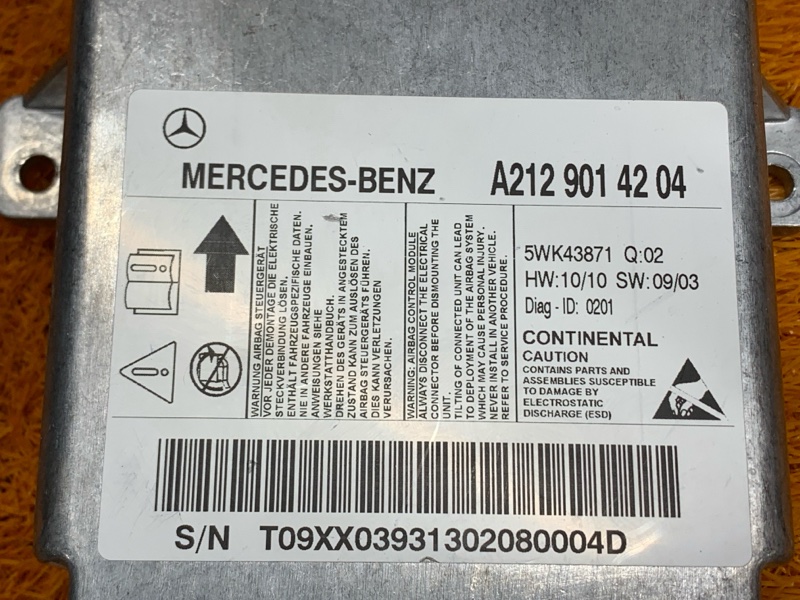 MERCEDES-BENZ A212 901 42 04
WARNUNG AIRBAG STEUERGERÄT
VOR JEDER DEMONTAGE DIE ELEKTRISCHE
STECKVERBINDUNG LÖSEN.
ENTHÄLT FAHRZEUGSPEZIFISCHE DATEN.
NIE IN ANDERE FAHRZEUGE EINBAUEN.
ANWEISUNGEN SIEHE
WERKSTATTHANDBUCH.
DREHEN DES GERÄTS IN ANGESTECKTEM
ZUSTAND KANN ZUM AUSLÖSEN DES
AIRBAG STEUERGERÄTS FÜHREN.
DIES KANN VERLETZUNGEN
VERURSACHEN.
WARNING: AIRBAG CONTROL MODULE
ALWAYS DISCONNECT THE ELECTRICAL
CONNECTOR BEFORE DISMOUNTING THE
UNIT.
TILTING OF CONNECTED UNIT CAN LEAD
TO DEPLOYMENT OF THE AIRBAG SYSTEM
WHICH MAY CAUSE PERSONAL INJURY.
NEVER INSTALL IN ANOTHER VEHICLE.
REFER TO SERVICE PROCEDURE.
5WK43871 Q:02
HW:10/10 SW:09/03
Diag - ID: 0201
CONTINENTAL
CAUTION
CONTAINS PARTS AND
ASSEMBLIES SUSCEPTIBLE
TO DAMAGE BY
ELECTROSTATIC
DISCHARGE (ESD)
S/N T09XX03931302080004D